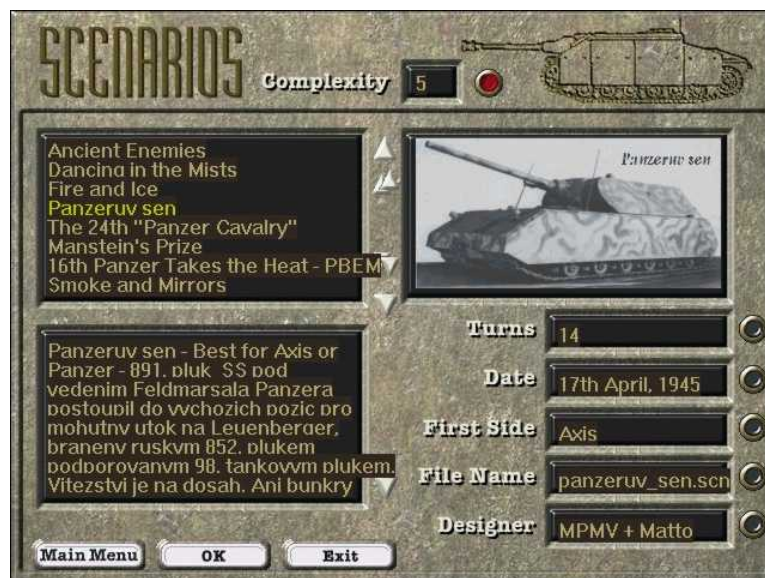 SCENARIOS
Complexity 5
Ancient Enemies
Dancing in the Mists
Fire and Ice
Panzeruv sen
The 24th "Panzer Cavalry"
Manstein's Prize
16th Panzer Takes the Heat - PBEM
Smoke and Mirrors
Panzeruv sen
Panzeruv sen - Best for Axis or
Panzer - 891. pluk SS pod
vedenim Feldmarsala Panzera
postoupil do vychozich pozic pro
mohutny utok na Leuenberger,
braneny ruskym 852. plukem
podporovanym 98. tankovym plukem.
Vitezstvi je na dosah. Ani bunkry
Turns 14
Date 17th April, 1945
First Side Axis
File Name panzeruv_sen.scn
Designer MPMV + Matto
Main Menu OK Exit